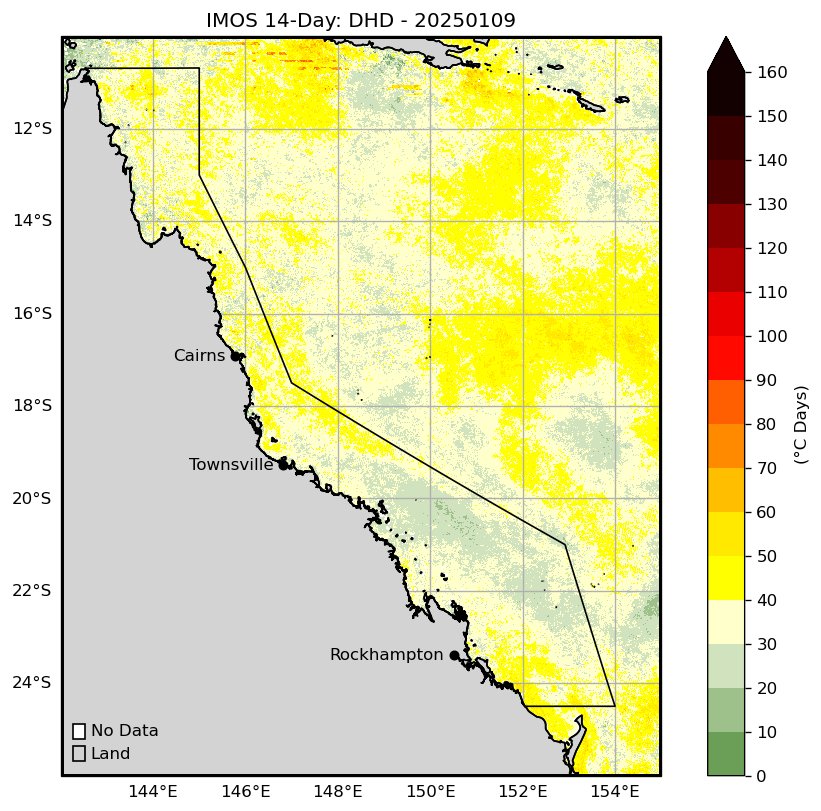 IMOS 14-Day: DHD - 20250109
12°S
14°S
16°S
18°S
20°S
22°S
24°S
Cairns
Townsville
Rockhampton
No Data
Land
144°E 146°E 148°E 150°E 152°E 154°E
160
150
140
130
120
110
100
90
80
70
60
50
40
30
20
10
0
(°C Days)